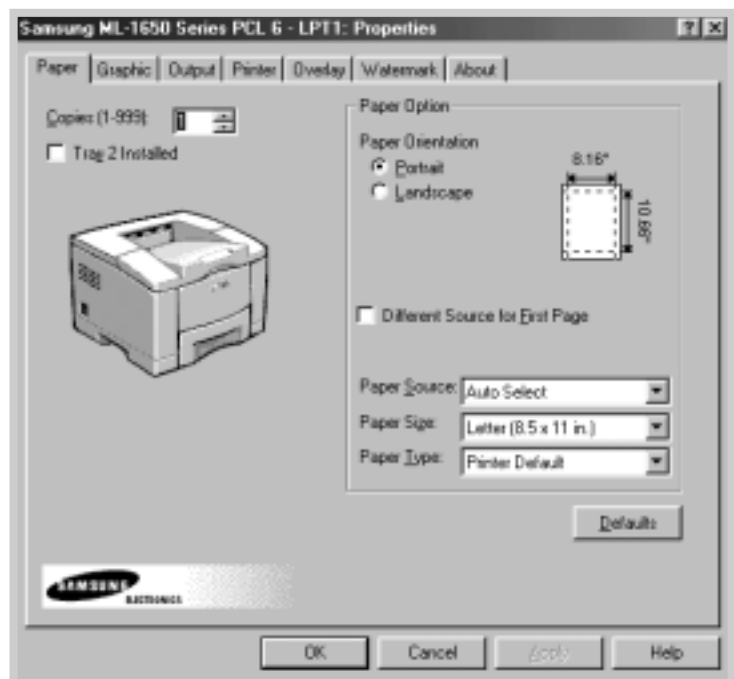 Samsung ML-1650 Series PCL 6 - LPT1: Properties
Paper Graphic Output Printer Overlay Watermark About
Copies (1-999): 1
Tray 2 Installed
Paper Option
Paper Orientation
Portrait
Landscape
8.16"
10.66"
Different Source for First Page
Paper Source: Auto Select
Paper Size: Letter (8.5 x 11 in.)
Paper Type: Printer Default
Defaults
SAMSUNG
ELECTRONICS
OK Cancel Apply Help